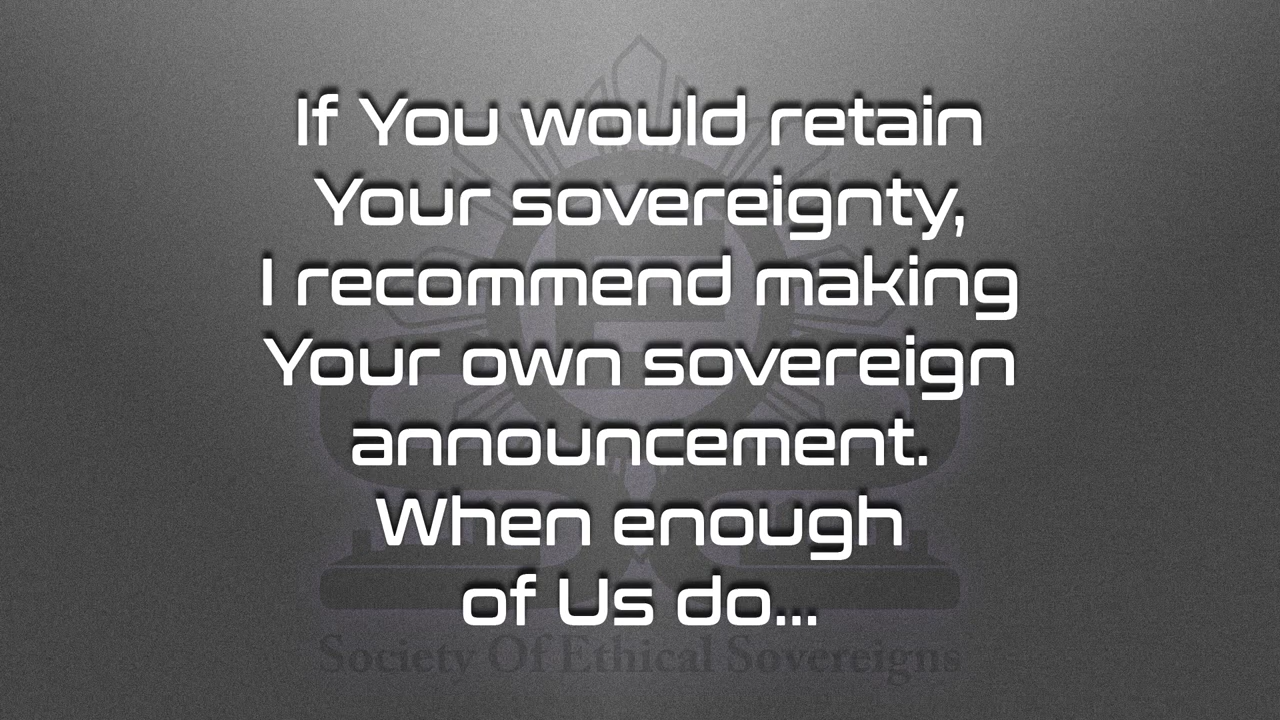 If You would retain
Your sovereignty,
I recommend making
Your own sovereign
announcement.
When enough
of Us do...
Society Of Ethical Sovereigns